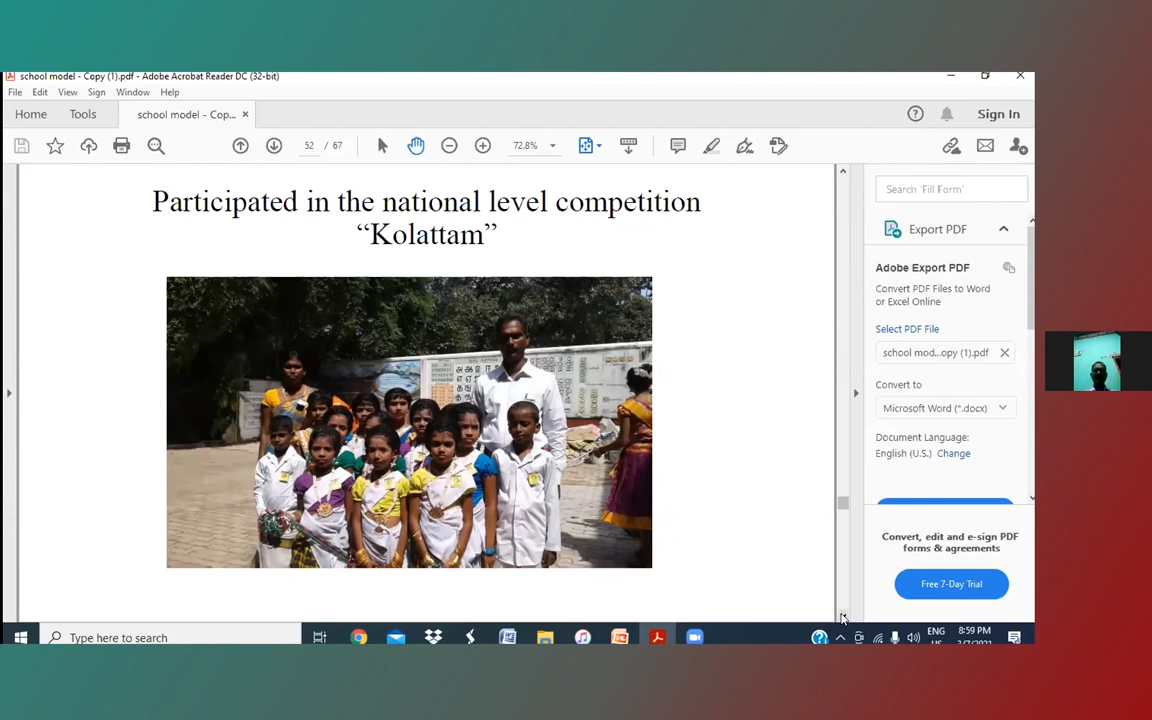 school model - Copy (1).pdf - Adobe Acrobat Reader DC (32-bit)
File Edit View Sign Window Help
Home Tools school model - Cop... × Sign In
52 / 67 72.8%
Participated in the national level competition
“Kolattam”
Search 'Fill Form'
Export PDF
Adobe Export PDF
Convert PDF Files to Word
or Excel Online
Select PDF File
school mod...opy (1).pdf
Convert to
Microsoft Word (*.docx)
Document Language:
English (U.S.) Change
Convert, edit and e-sign PDF
forms & agreements
Free 7-Day Trial
Type here to search
ENG
8:59 PM